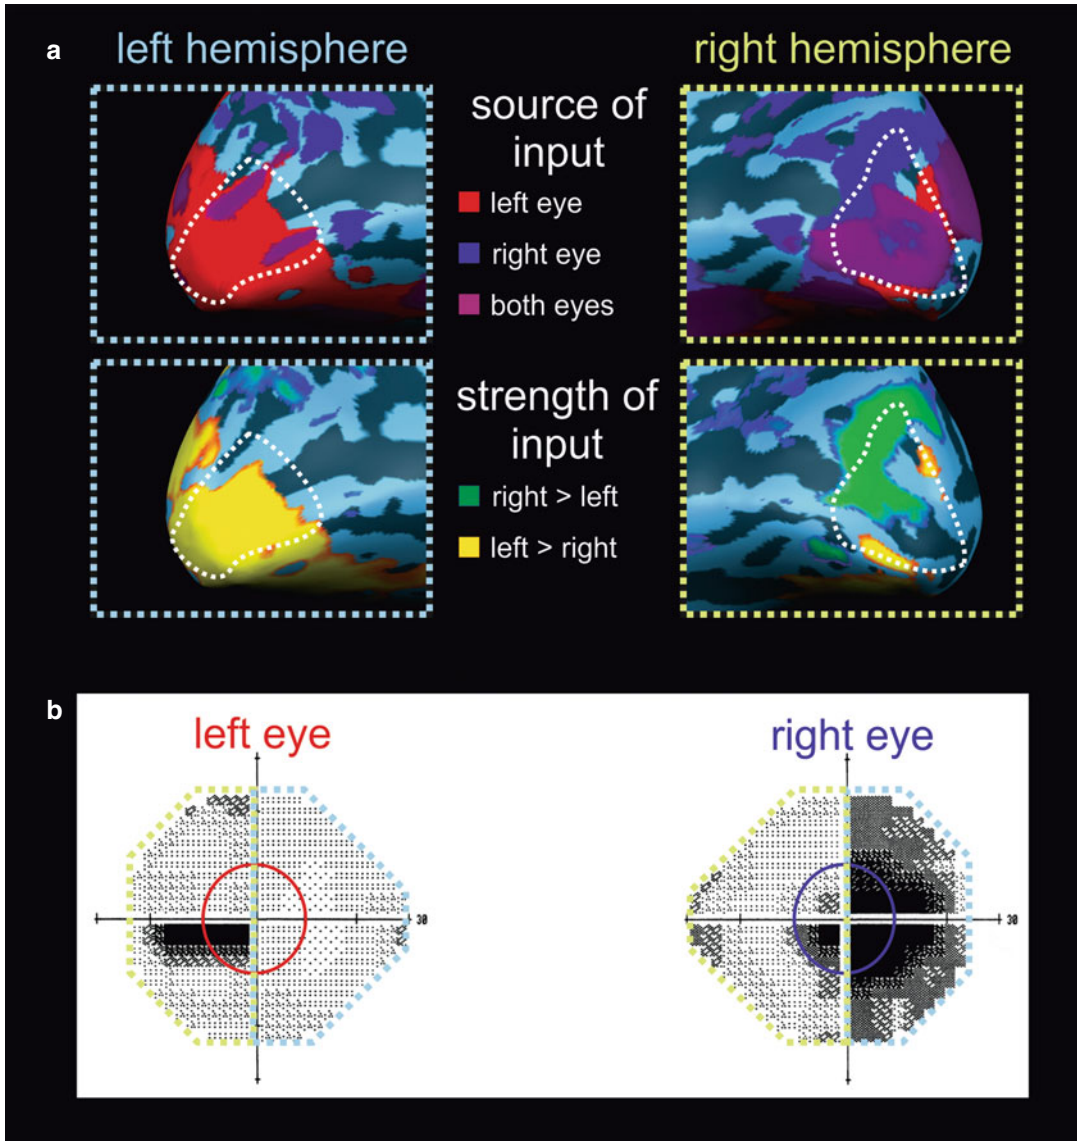 a
left hemisphere
right hemisphere
source of
input
left eye
right eye
both eyes
strength of
input
right > left
left > right
b
left eye
right eye
30
30